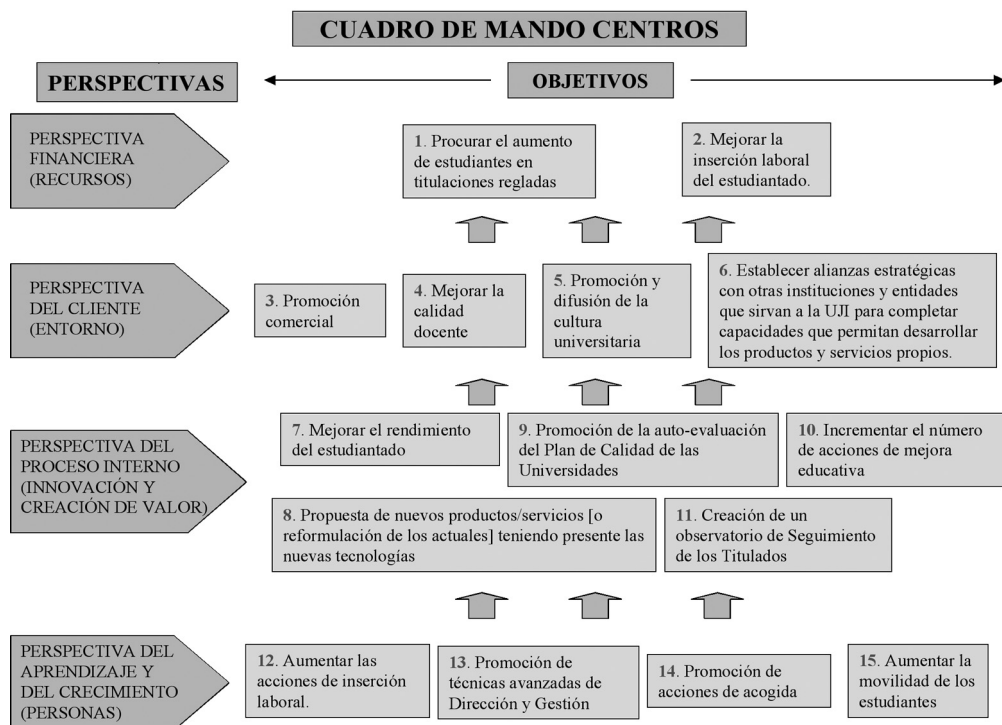 CUADRO DE MANDO CENTROS
PERSPECTIVAS
OBJETIVOS
PERSPECTIVA
FINANCIERA
(RECURSOS)
1. Procurar el aumento
de estudiantes en
titulaciones regladas
2. Mejorar la
inserción laboral
del estudiantado.
PERSPECTIVA
DEL CLIENTE
(ENTORNO)
3. Promoción
comercial
4. Mejorar la
calidad
docente
5. Promoción y
difusión de la
cultura
universitaria
6. Establecer alianzas estratégicas
con otras instituciones y entidades
que sirvan a la UJI para completar
capacidades que permitan desarrollar
los productos y servicios propios.
PERSPECTIVA DEL
PROCESO INTERNO
(INNOVACIÓN Y
CREACIÓN DE VALOR)
7. Mejorar el rendimiento
del estudiantado
9. Promoción de la auto-evaluación
del Plan de Calidad de las
Universidades
10. Incrementar el número
de acciones de mejora
educativa
8. Propuesta de nuevos productos/servicios [o
reformulación de los actuales] teniendo presente las
nuevas tecnologías
11. Creación de un
observatorio de Seguimiento
de los Titulados
PERSPECTIVA DEL
APRENDIZAJE Y
DEL CRECIMIENTO
(PERSONAS)
12. Aumentar las
acciones de inserción
laboral.
13. Promoción de
técnicas avanzadas de
Dirección y Gestión
14. Promoción de
acciones de acogida
15. Aumentar la
movilidad de los
estudiantes